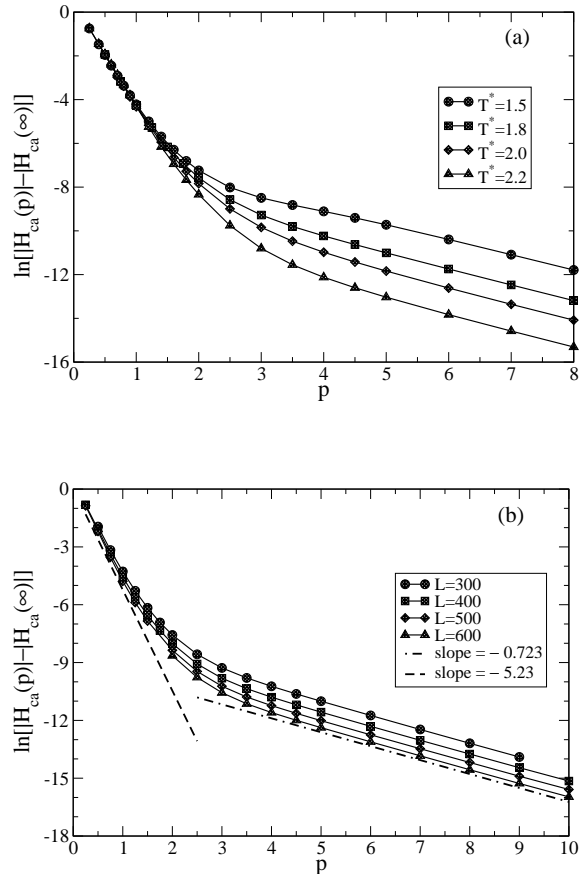 0
(a)
-4
-8
-12
-16
ln[|H_ca(p)|−|H_ca(∞)|]
T*=1.5
T*=1.8
T*=2.0
T*=2.2
0 1 2 3 4 5 6 7 8
p
0
(b)
-3
-6
-9
-12
-15
-18
ln[|H_ca(p)|−|H_ca(∞)|]
L=300
L=400
L=500
L=600
slope = − 0.723
slope = − 5.23
0 1 2 3 4 5 6 7 8 9 10
p